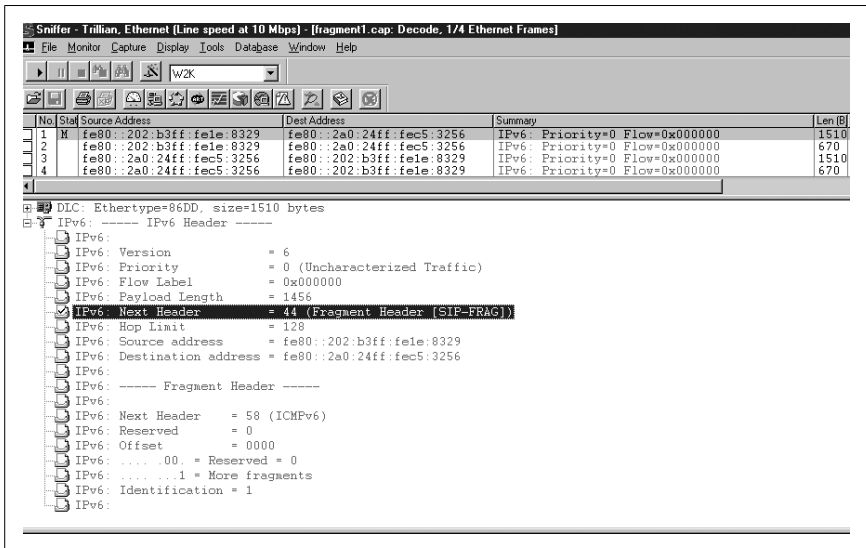 Sniffer - Trillian, Ethernet (Line speed at 10 Mbps) - [fragment1.cap: Decode, 1/4 Ethernet Frames]
File Monitor Capture Display Tools Database Window Help
W2K
No. Stat Source Address Dest Address Summary Len (B)
1 M fe80::202:b3ff:fe1e:8329 fe80::2a0:24ff:fec5:3256 IPv6: Priority=0 Flow=0x000000 1510
2 fe80::202:b3ff:fe1e:8329 fe80::2a0:24ff:fec5:3256 IPv6: Priority=0 Flow=0x000000 670
3 fe80::2a0:24ff:fec5:3256 fe80::202:b3ff:fe1e:8329 IPv6: Priority=0 Flow=0x000000 1510
4 fe80::2a0:24ff:fec5:3256 fe80::202:b3ff:fe1e:8329 IPv6: Priority=0 Flow=0x000000 670
DLC: Ethertype=86DD, size=1510 bytes
IPv6: ----- IPv6 Header -----
IPv6:
IPv6: Version = 6
IPv6: Priority = 0 (Uncharacterized Traffic)
IPv6: Flow Label = 0x000000
IPv6: Payload Length = 1456
IPv6: Next Header = 44 (Fragment Header [SIP-FRAG])
IPv6: Hop Limit = 128
IPv6: Source address = fe80::202:b3ff:fe1e:8329
IPv6: Destination address = fe80::2a0:24ff:fec5:3256
IPv6:
IPv6: ----- Fragment Header -----
IPv6:
IPv6: Next Header = 58 (ICMPv6)
IPv6: Reserved = 0
IPv6: Offset = 0000
IPv6: .... .00. = Reserved = 0
IPv6: .... ...1 = More fragments
IPv6: Identification = 1
IPv6: